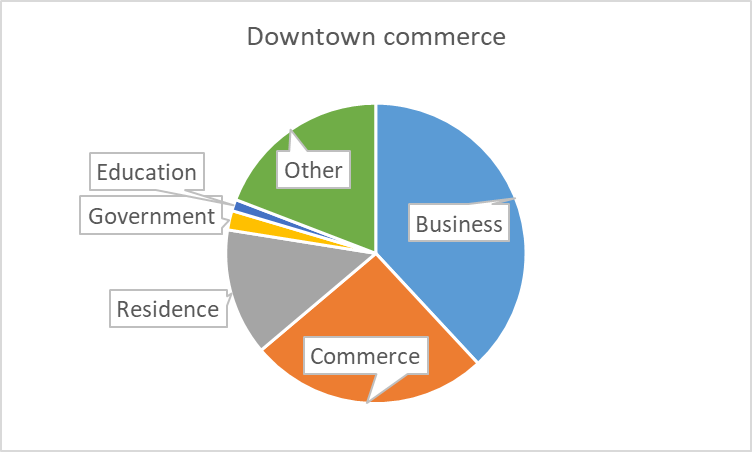 Downtown commerce
Other
Education
Government
Business
Residence
Commerce